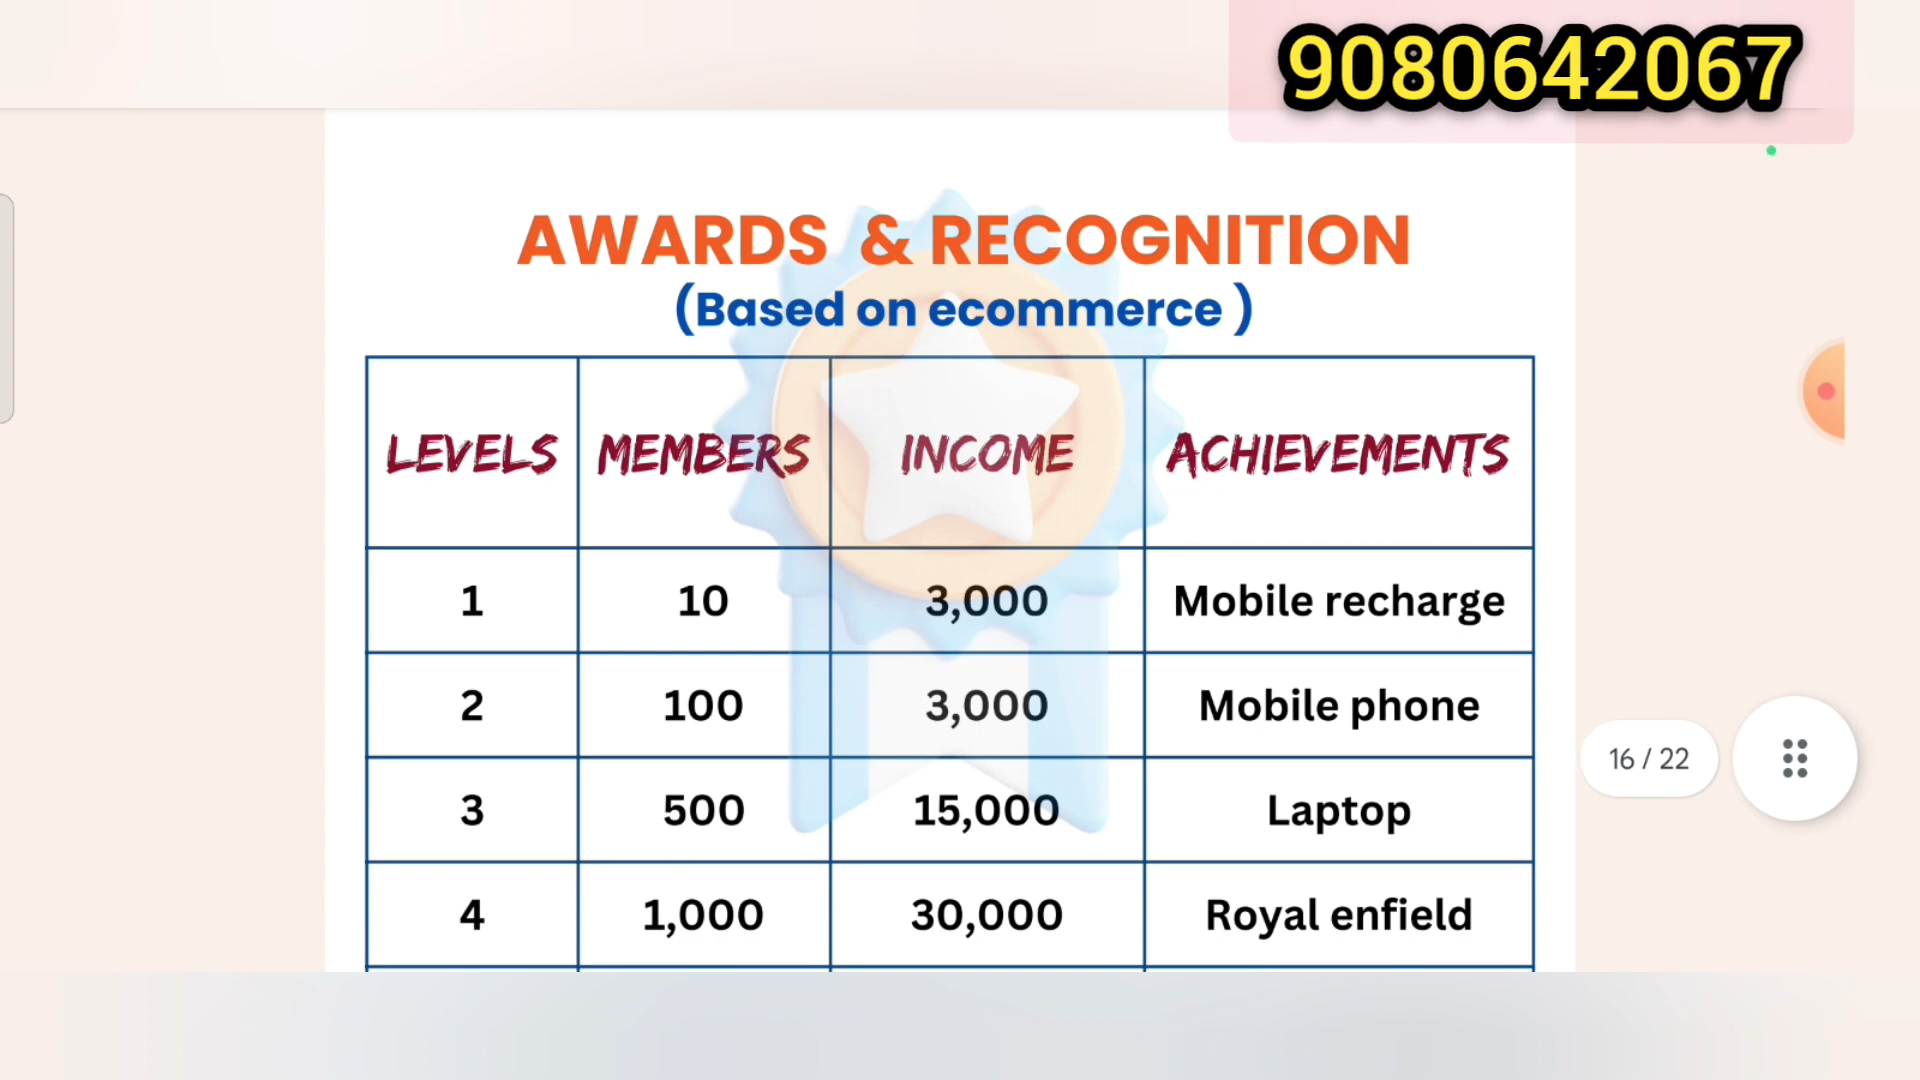 9080642067
AWARDS & RECOGNITION
(Based on ecommerce )
LEVELS MEMBERS INCOME ACHIEVEMENTS
1 10 3,000 Mobile recharge
2 100 3,000 Mobile phone
3 500 15,000 Laptop
4 1,000 30,000 Royal enfield
16 / 22